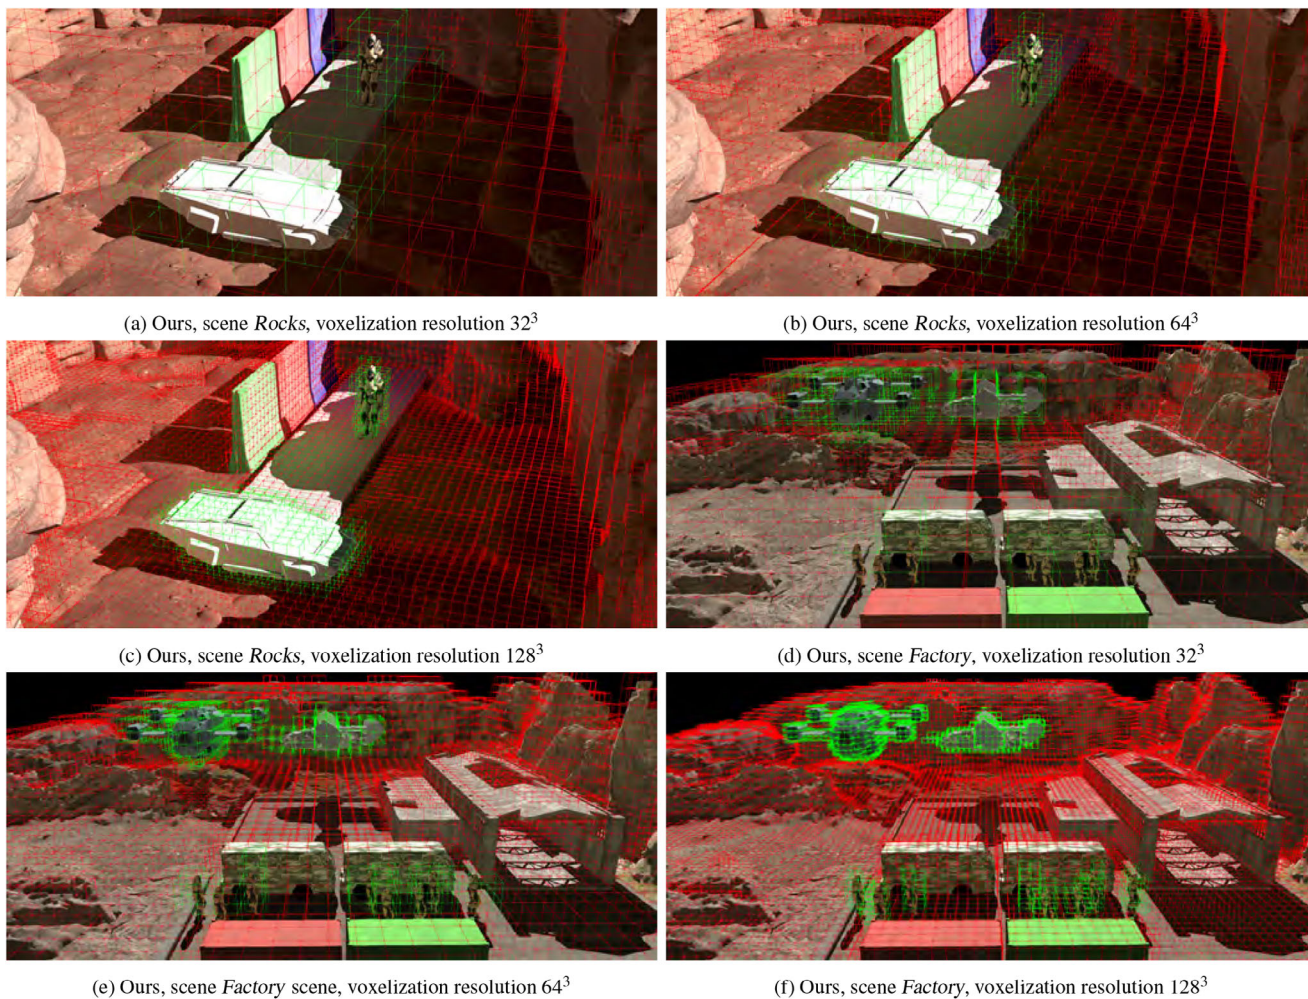 (a) Ours, scene Rocks, voxelization resolution 32³
(b) Ours, scene Rocks, voxelization resolution 64³
(c) Ours, scene Rocks, voxelization resolution 128³
(d) Ours, scene Factory, voxelization resolution 32³
(e) Ours, scene Factory scene, voxelization resolution 64³
(f) Ours, scene Factory, voxelization resolution 128³